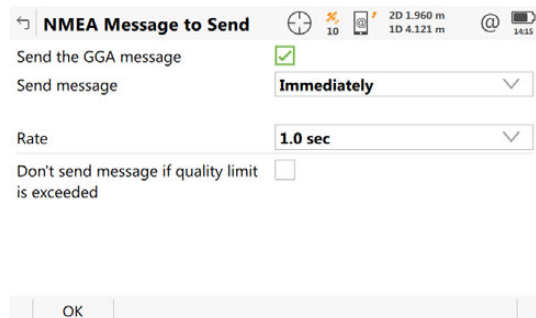 NMEA Message to Send
10
@
2D 1.960 m
1D 4.121 m
@
14:15
Send the GGA message
Send message
Immediately
Rate
1.0 sec
Don't send message if quality limit
is exceeded
OK